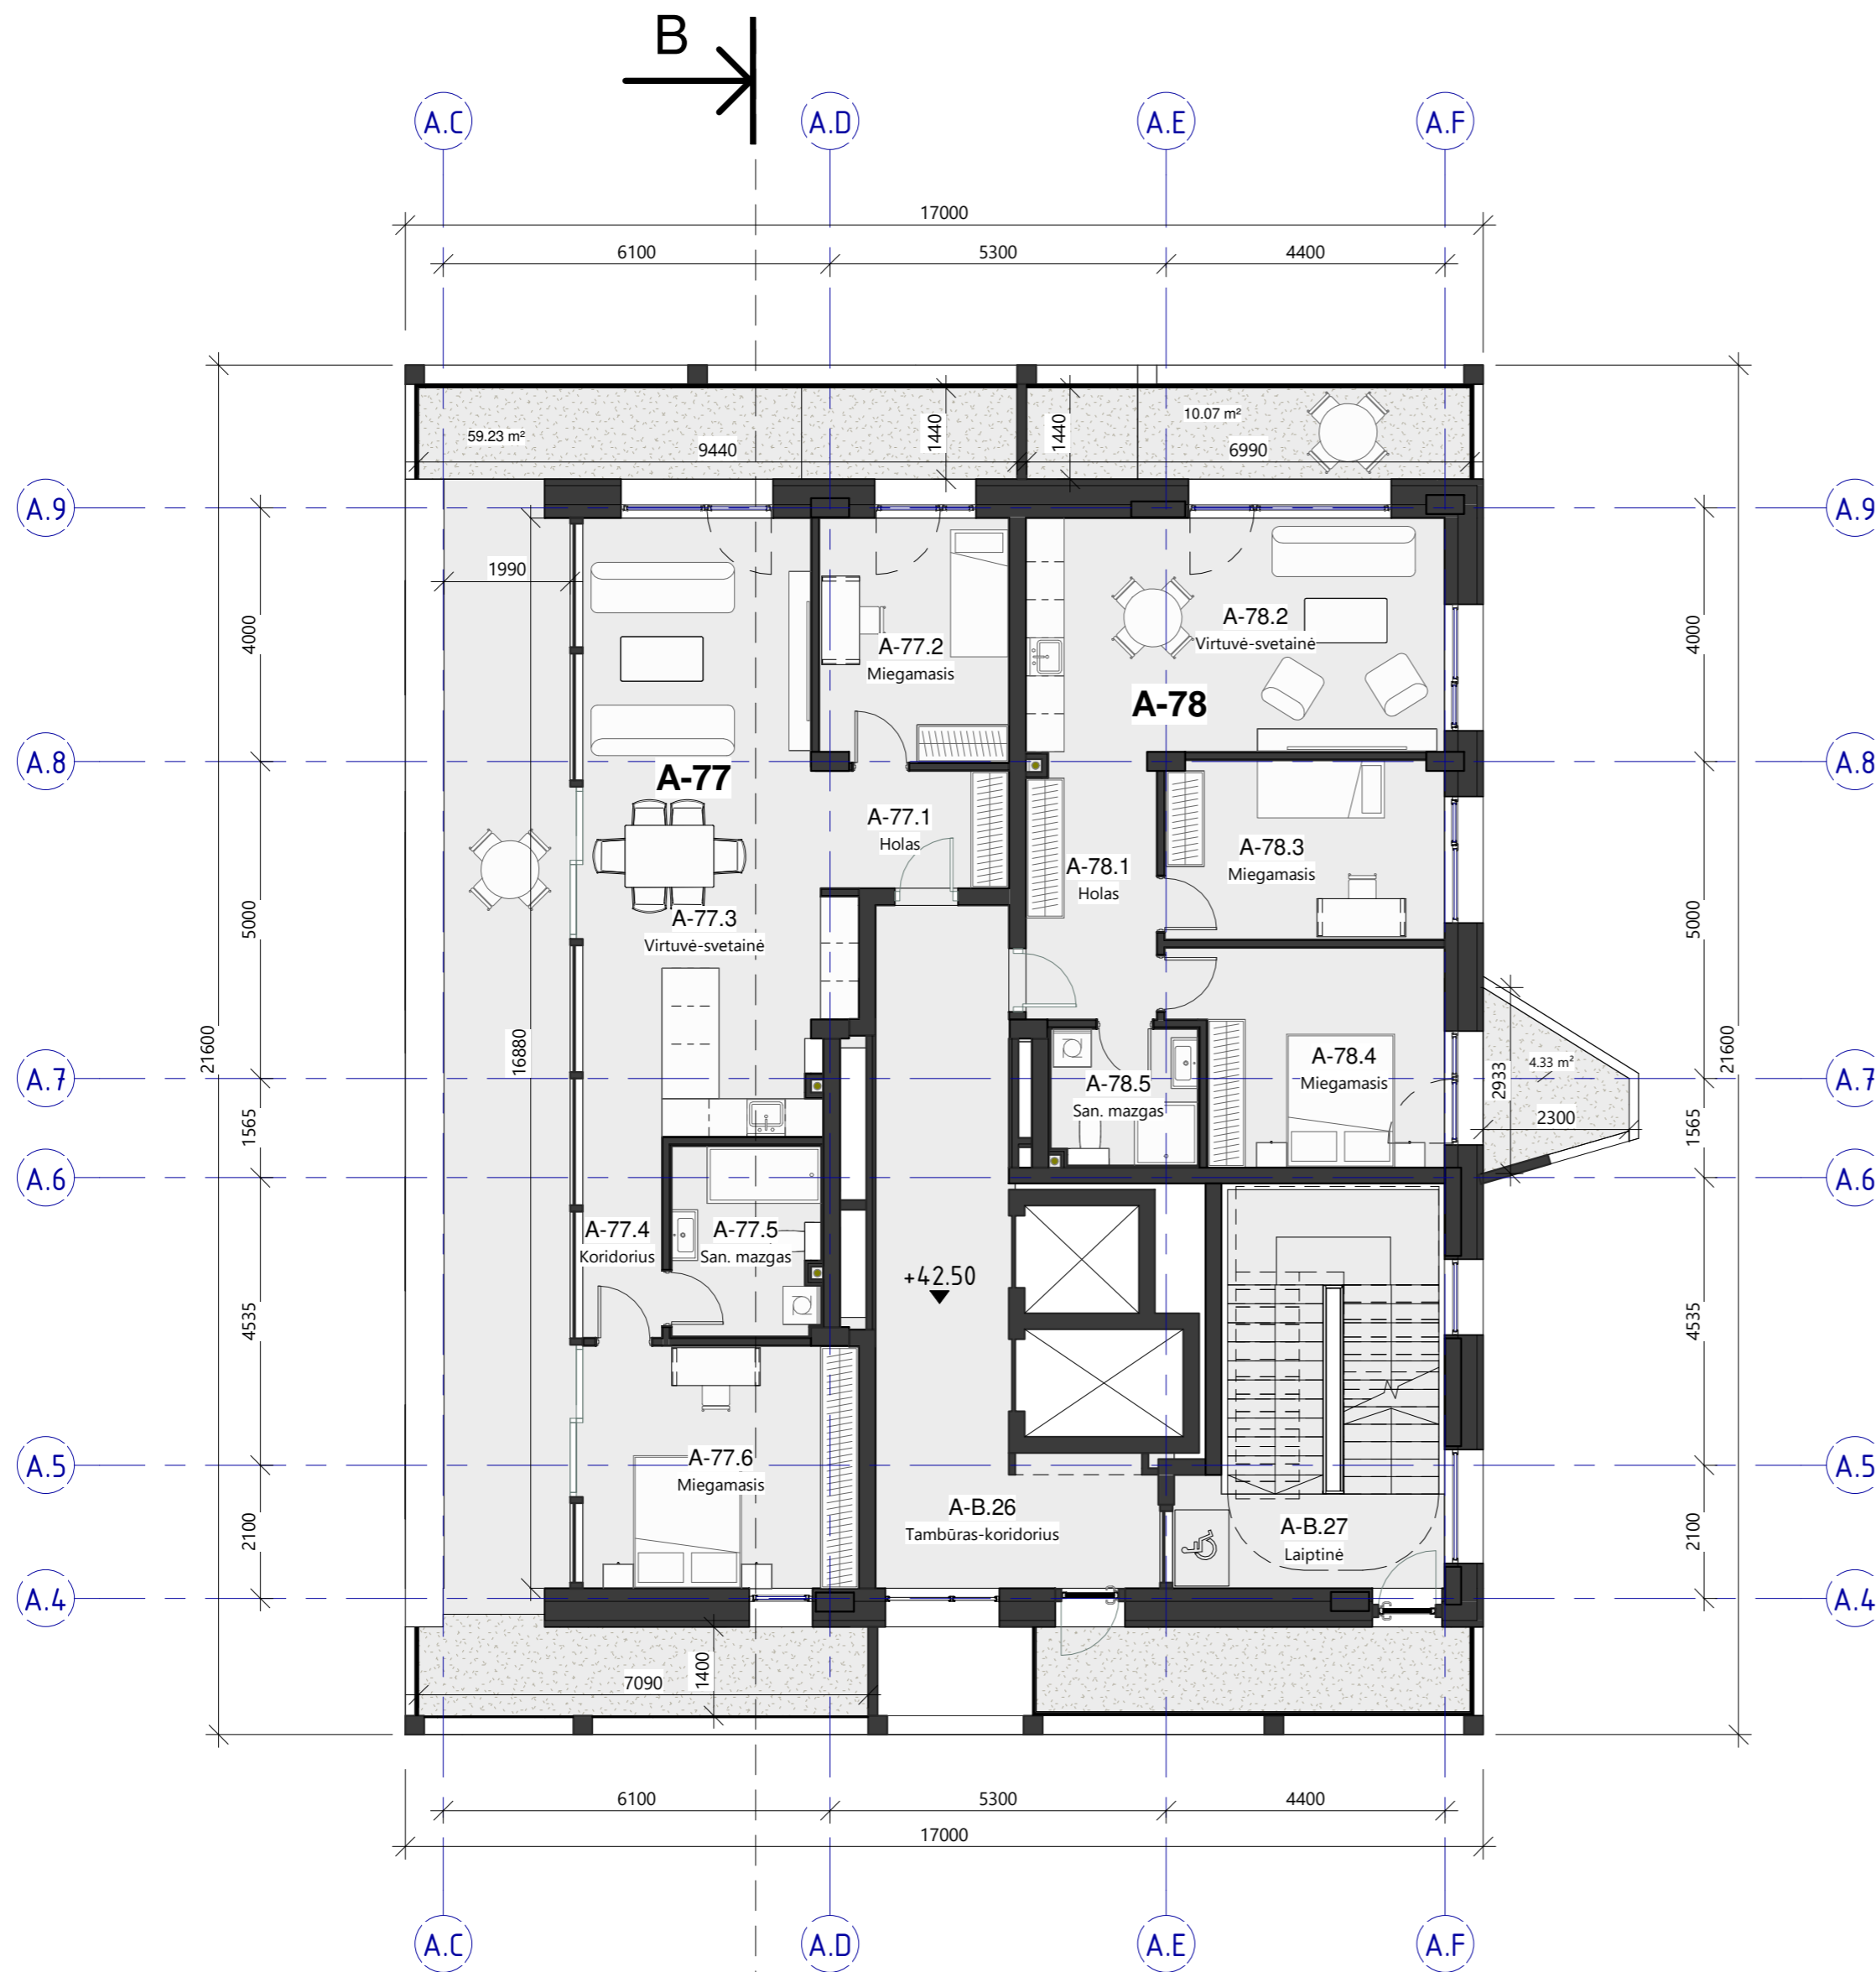 B
A.C
A.D
A.E
A.F
17000
6100
5300
4400
59.23 m²
9440
1440
1440
10.07 m²
6990
A.9
A.9
1990
4000
A-77.2
Miegamasis
A-78.2
Virtuvė-svetainė
4000
A-78
A.8
A-77
A.8
A-77.1
Holas
A-78.1
Holas
A-78.3
Miegamasis
5000
A-77.3
Virtuvė-svetainė
5000
21600
16880
A-78.4
Miegamasis
2933
4.33 m²
21600
A.7
A-78.5
San. mazgas
A.7
1565
2300
1565
A.6
A.6
A-77.4
Koridorius
A-77.5
San. mazgas
+42.50
4535
4535
A.5
A-77.6
Miegamasis
A.5
A-B.26
Tambūras-koridorius
A-B.27
Laiptinė
2100
2100
A.4
A.4
7090
1400
6100
5300
4400
17000
A.C
A.D
A.E
A.F